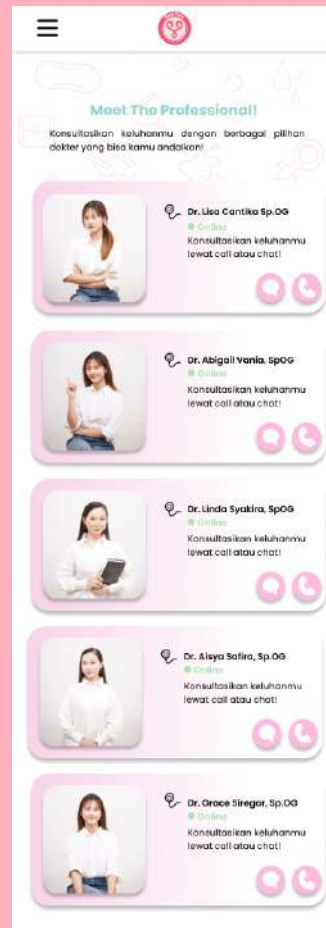 Meet The Professional!
Konsultasikan keluhanmu dengan berbagai pilihan
dokter yang bisa kamu andalkan!
Dr. Lisa Cantika Sp.OG
Online
Konsultasikan keluhanmu
lewat call atau chat!
Dr. Abigail Vania, SpOG
Online
Konsultasikan keluhanmu
lewat call atau chat!
Dr. Linda Syakira, SpOG
Online
Konsultasikan keluhanmu
lewat call atau chat!
Dr. Aisya Safira, Sp.OG
Online
Konsultasikan keluhanmu
lewat call atau chat!
Dr. Grace Siregar, Sp.OG
Online
Konsultasikan keluhanmu
lewat call atau chat!